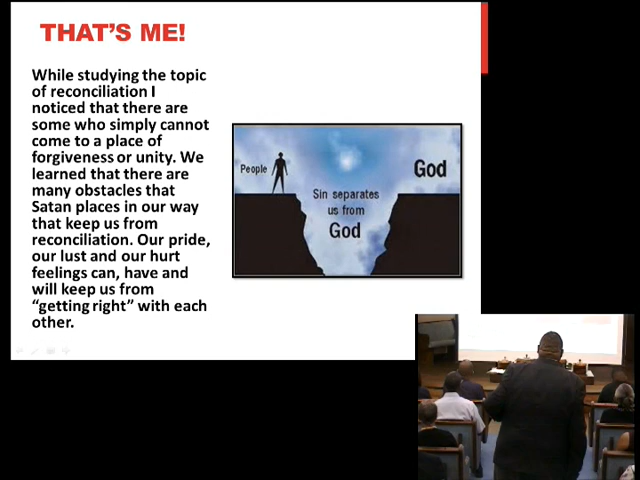 THAT'S ME!
While studying the topic
of reconciliation I
noticed that there are
some who simply cannot
come to a place of
forgiveness or unity. We
learned that there are
many obstacles that
Satan places in our way
that keep us from
reconciliation. Our pride,
our lust and our hurt
feelings can, have and
will keep us from
“getting right” with each
other.
People
God
Sin separates
us from
God